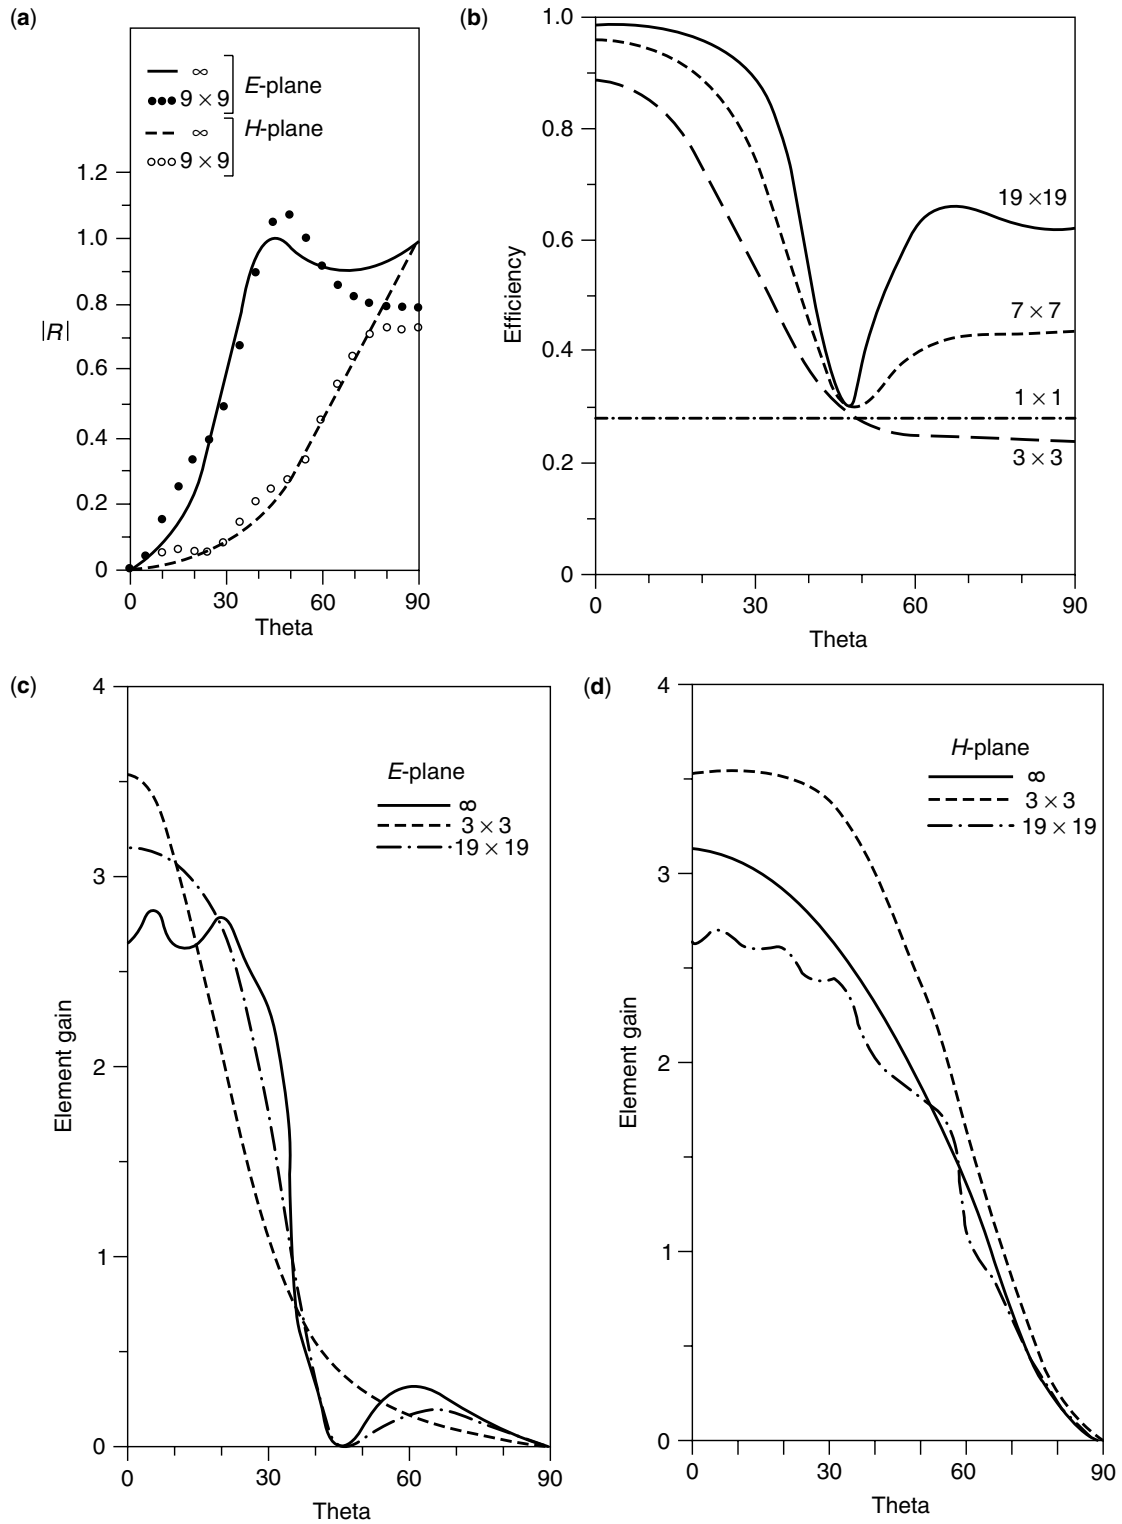 (a)
∞
9 × 9
E-plane
∞
9 × 9
H-plane
1.2
1.0
0.8
0.6
0.4
0.2
0
|R|
0 30 60 90
Theta
(b)
1.0
0.8
0.6
0.4
0.2
0
Efficiency
19 ×19
7 × 7
1 × 1
3 × 3
0 30 60 90
Theta
(c)
4
3
2
1
0
Element gain
E-plane
∞
3 × 3
19 × 19
0 30 60 90
Theta
(d)
4
3
2
1
0
Element gain
H-plane
∞
3 × 3
19 × 19
0 30 60 90
Theta